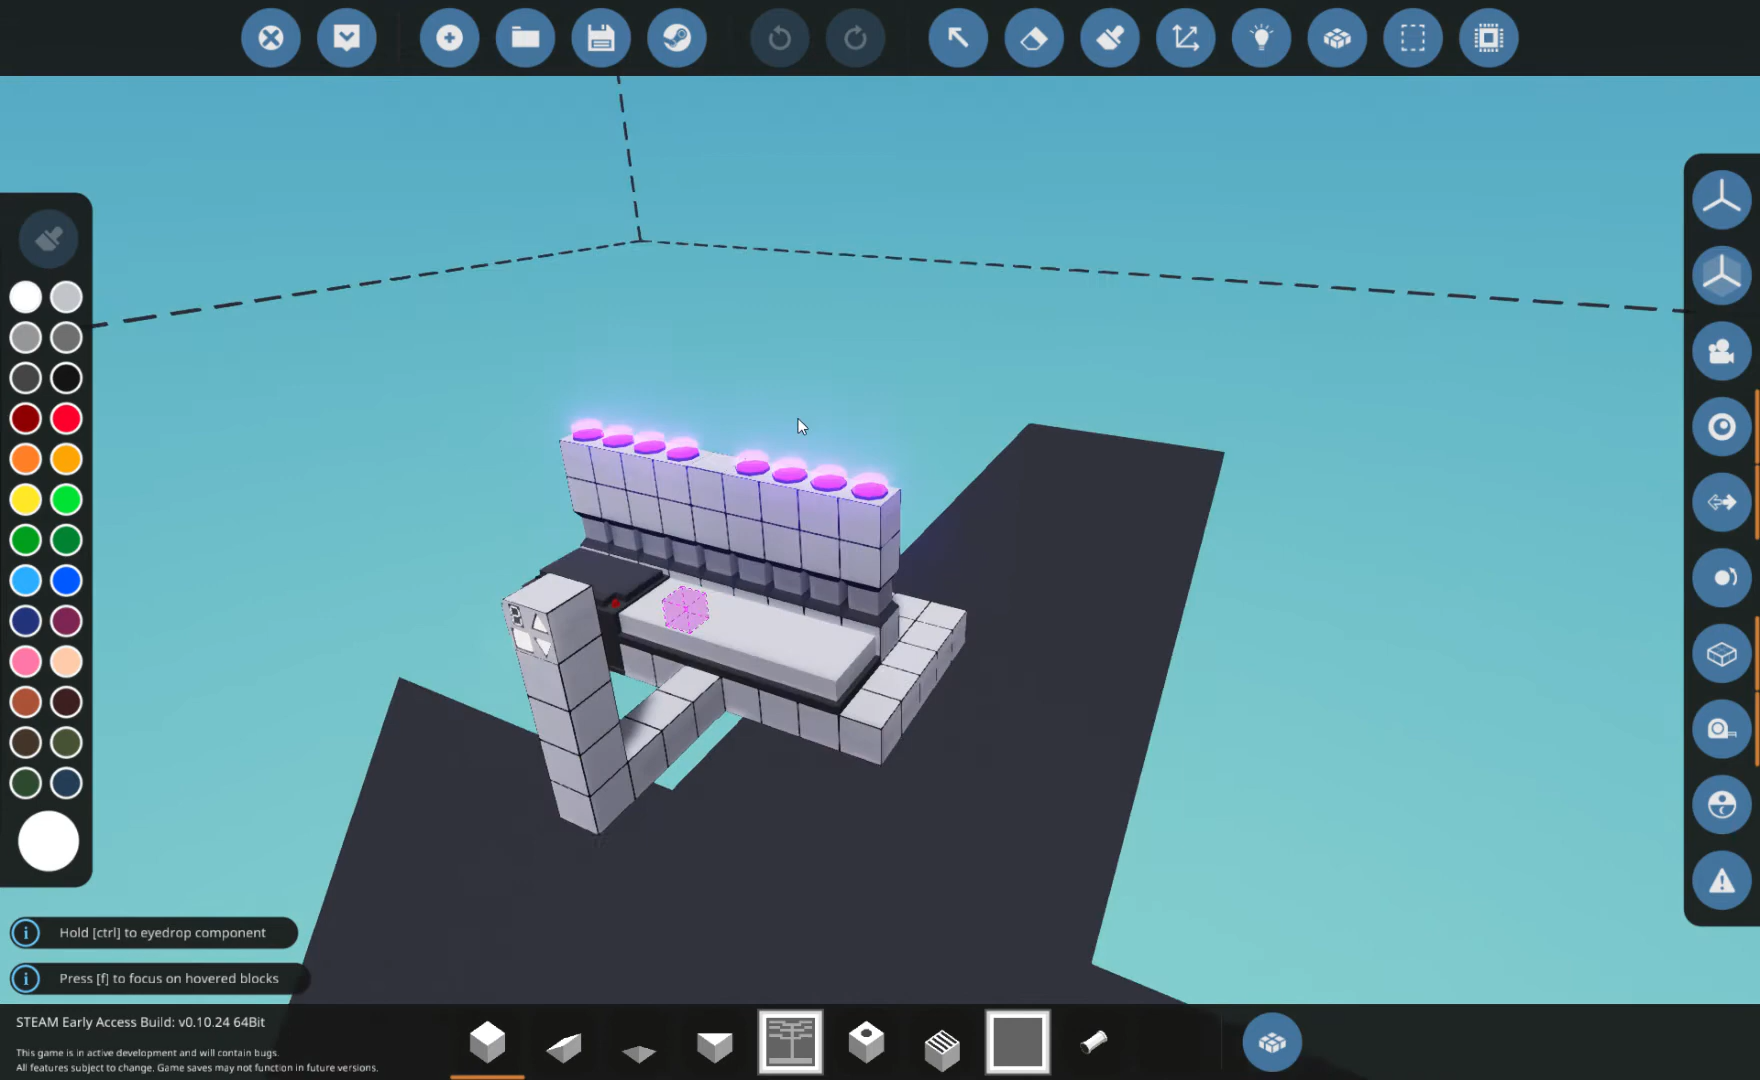 Hold [ctrl] to eyedrop component
Press [f] to focus on hovered blocks
STEAM Early Access Build: v0.10.24 64Bit
This game is in active development and will contain bugs.
All features subject to change. Game saves may not function in future versions.